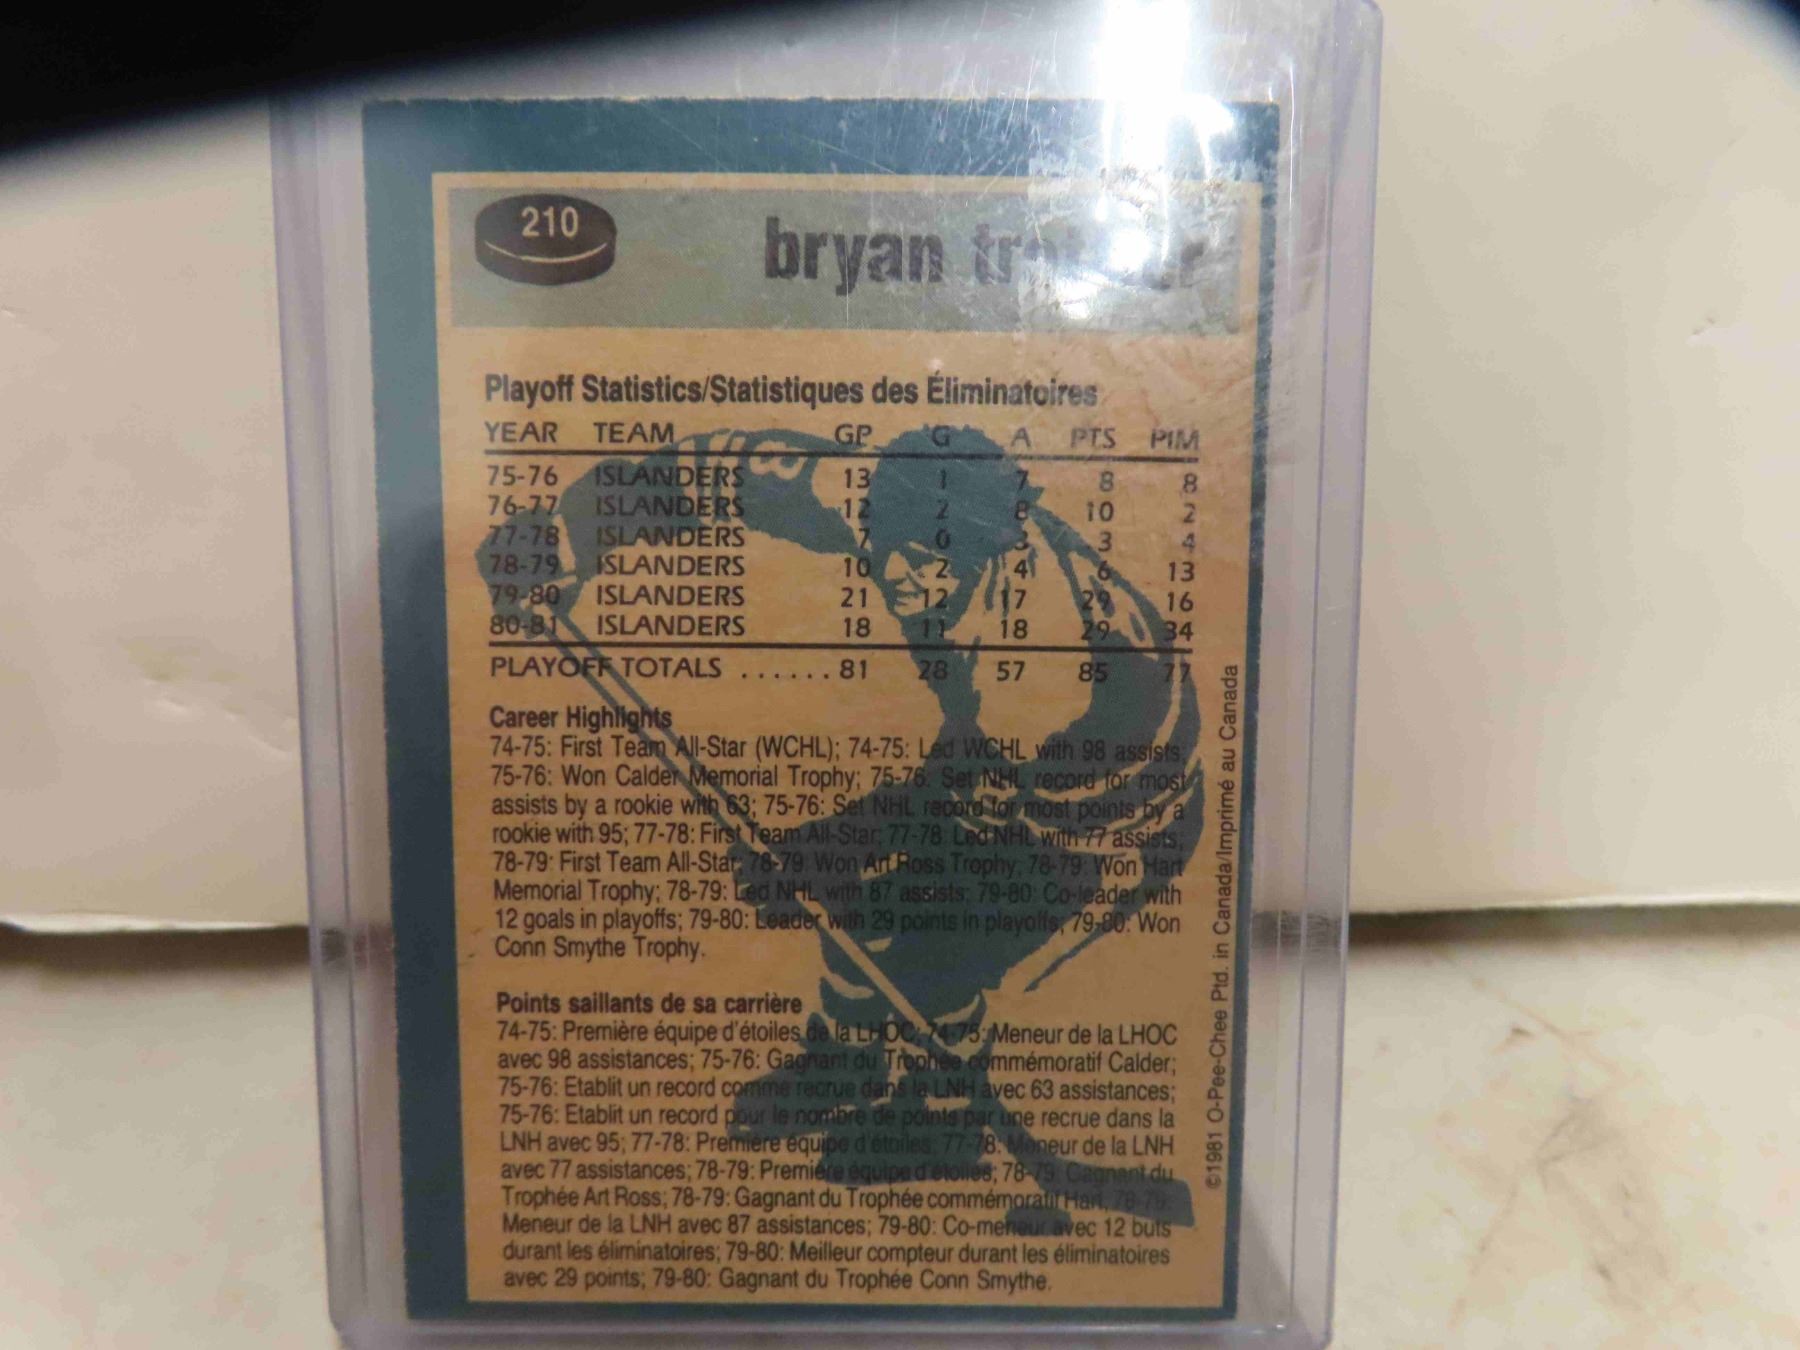 210
bryan
Playoff Statistics/Statistiques des Éliminatoires
YEAR TEAM GP G A PTS PIM
75-76 ISLANDERS 13 1 7 8 8
76-77 ISLANDERS 12 2 8 10 2
77-78 ISLANDERS 7 0 3 3 4
78-79 ISLANDERS 10 2 4 6 13
79-80 ISLANDERS 21 12 17 29 16
80-81 ISLANDERS 18 11 18 29 34
PLAYOFF TOTALS ...... 81 28 57 85 77
Career Highlights
74-75: First Team All-Star (WCHL); 74-75: Led WCHL with 98 assists;
75-76: Won Calder Memorial Trophy; 75-76: Set NHL record for most
assists by a rookie with 63; 75-76: Set NHL record for most points by a
rookie with 95; 77-78: First Team All-Star; 77-78: Led NHL with 77 assists;
78-79: First Team All-Star; 78-79: Won Art Ross Trophy; 78-79: Won Hart
Memorial Trophy; 78-79: Led NHL with 87 assists; 79-80: Co-leader with
12 goals in playoffs; 79-80: Leader with 29 points in playoffs; 79-80: Won
Conn Smythe Trophy.
Points saillants de sa carrière
74-75: Première équipe d'étoiles de la LHOC; 74-75: Meneur de la LHOC
avec 98 assistances; 75-76: Gagnant du Trophée commémoratif Calder;
75-76: Etablit un record comme recrue dans la LNH avec 63 assistances;
75-76: Etablit un record pour le nombre de points par une recrue dans la
LNH avec 95; 77-78: Première équipe d'étoiles; 77-78: Meneur de la LNH
avec 77 assistances; 78-79: Première équipe d'étoiles; 78-79: Gagnant du
Trophée Art Ross; 78-79: Gagnant du Trophée commémoratif Hart; 78-79:
Meneur de la LNH avec 87 assistances; 79-80: Co-meneur avec 12 buts
durant les éliminatoires; 79-80: Meilleur compteur durant les éliminatoires
avec 29 points; 79-80: Gagnant du Trophée Conn Smythe.
©1981 O-Pee-Chee Ptd. in Canada/Imprimé au Canada